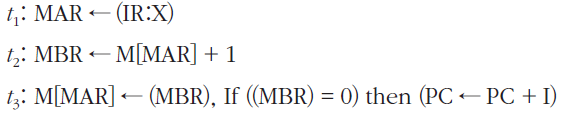 t₁: MAR ← (IR:X)
t₂: MBR ← M[MAR] + 1
t₃: M[MAR] ← (MBR), If ((MBR) = 0) then (PC ← PC + I)